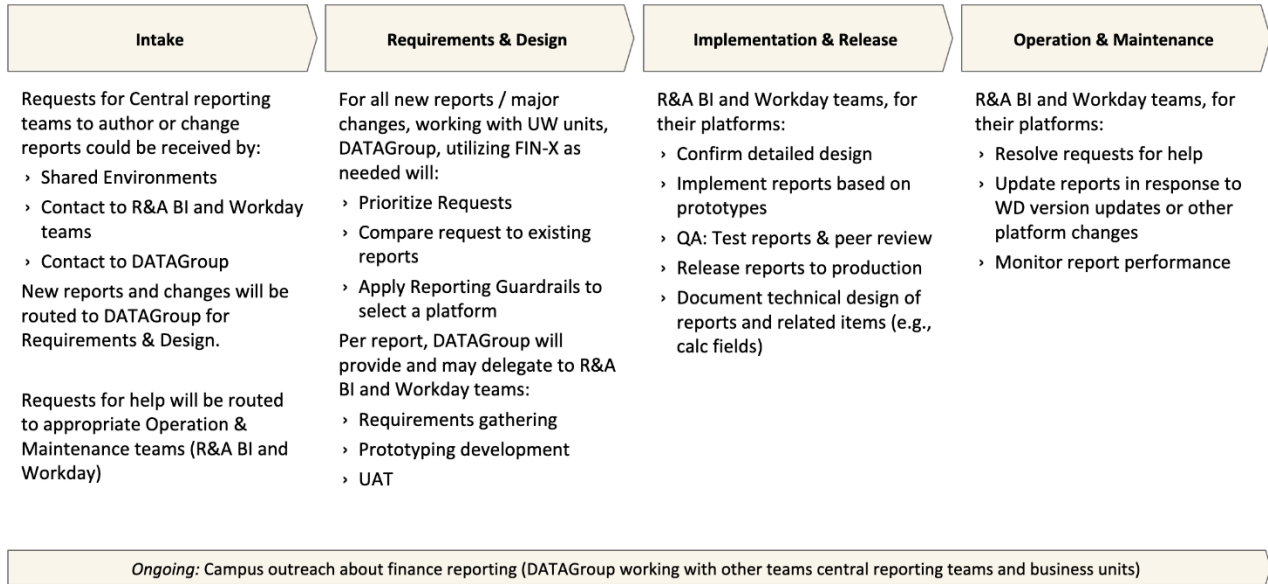 Intake
Requests for Central reporting
teams to author or change
reports could be received by:
› Shared Environments
› Contact to R&A BI and Workday
teams
› Contact to DATAGroup
New reports and changes will be
routed to DATAGroup for
Requirements & Design.
Requests for help will be routed
to appropriate Operation &
Maintenance teams (R&A BI and
Workday)
Requirements & Design
For all new reports / major
changes, working with UW units,
DATAGroup, utilizing FIN-X as
needed will:
› Prioritize Requests
› Compare request to existing
reports
› Apply Reporting Guardrails to
select a platform
Per report, DATAGroup will
provide and may delegate to R&A
BI and Workday teams:
› Requirements gathering
› Prototyping development
› UAT
Implementation & Release
R&A BI and Workday teams, for
their platforms:
› Confirm detailed design
› Implement reports based on
prototypes
› QA: Test reports & peer review
› Release reports to production
› Document technical design of
reports and related items (e.g.,
calc fields)
Operation & Maintenance
R&A BI and Workday teams, for
their platforms:
› Resolve requests for help
› Update reports in response to
WD version updates or other
platform changes
› Monitor report performance
Ongoing: Campus outreach about finance reporting (DATAGroup working with other teams central reporting teams and business units)